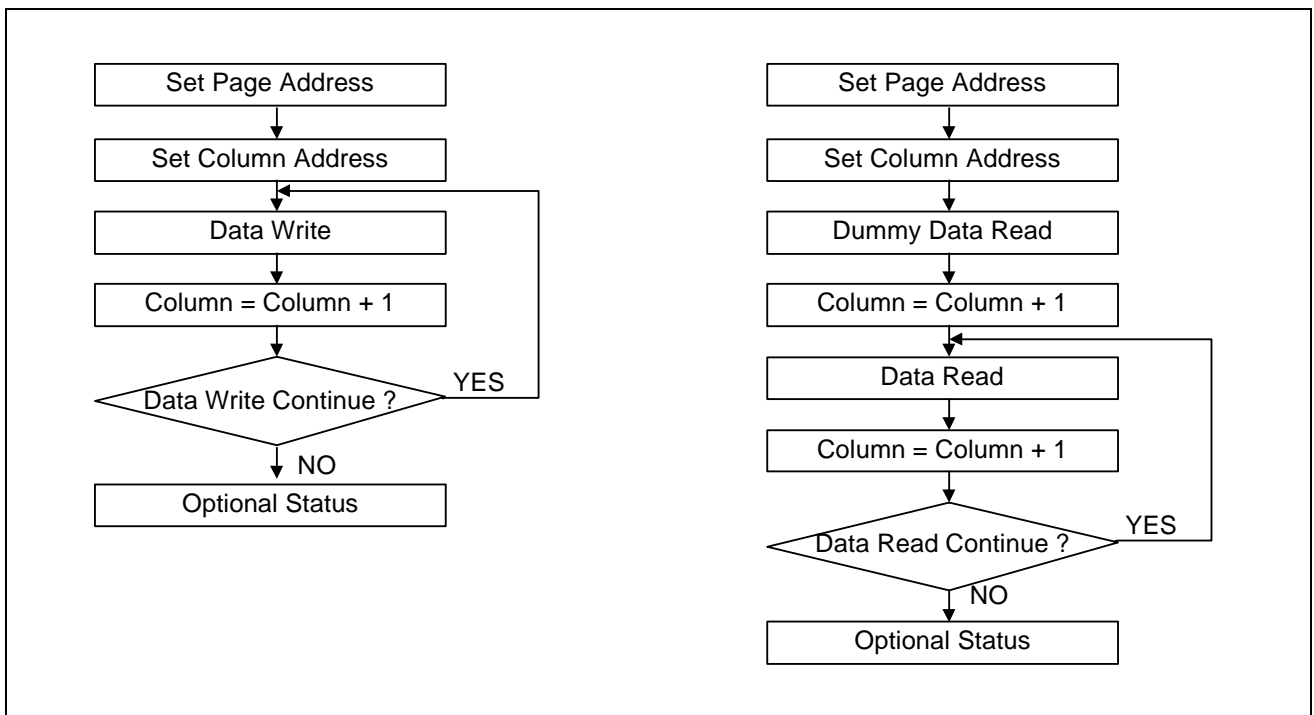 Set Page Address
Set Column Address
Data Write
Column = Column + 1
Data Write Continue ?
YES
NO
Optional Status
Set Page Address
Set Column Address
Dummy Data Read
Column = Column + 1
Data Read
Column = Column + 1
Data Read Continue ?
YES
NO
Optional Status